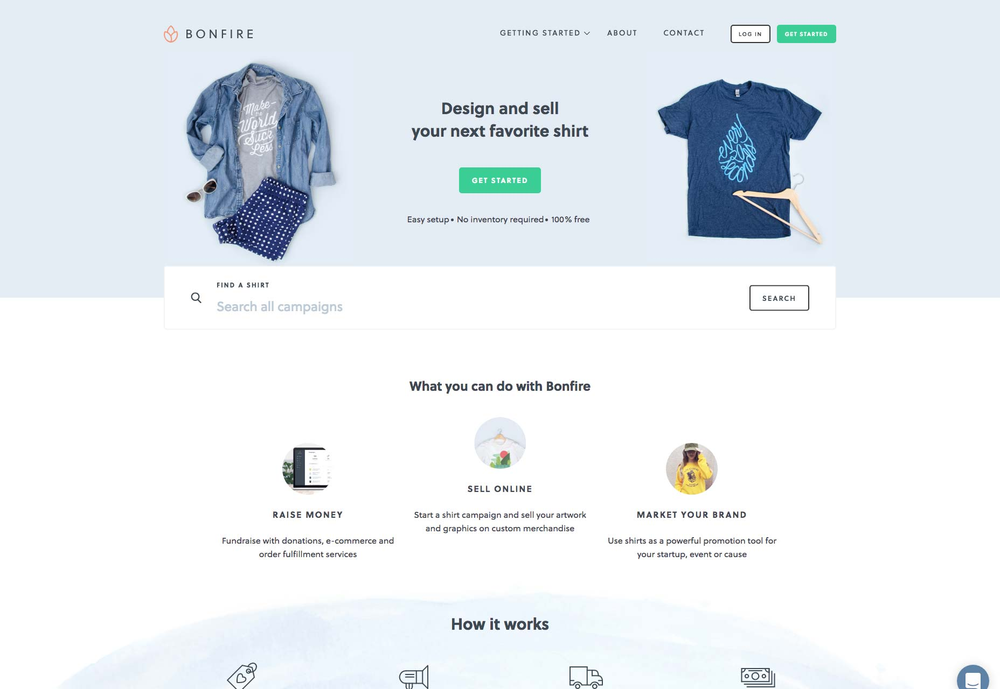 BONFIRE
GETTING STARTED
ABOUT
CONTACT
LOG IN
GET STARTED
Make
the
World
Suck
Less
Design and sell
your next favorite shirt
GET STARTED
Easy setup • No inventory required • 100% free
every
second
FIND A SHIRT
Search all campaigns
SEARCH
What you can do with Bonfire
SELL ONLINE
Start a shirt campaign and sell your artwork
and graphics on custom merchandise
RAISE MONEY
Fundraise with donations, e-commerce and
order fulfillment services
MARKET YOUR BRAND
Use shirts as a powerful promotion tool for
your startup, event or cause
How it works